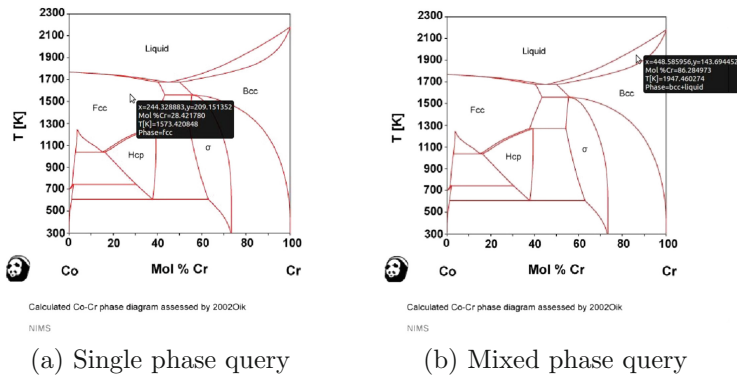 2300
2100
1900
1700
1500
1300
1100
900
700
500
300
T [K]
Liquid
Bcc
Fcc
Hcp
σ
x=244.328883,y=209.151352
Mol %Cr=28.421780
T[K]=1573.420848
Phase=fcc
0 20 40 60 80 100
Co Mol % Cr Cr
Calculated Co-Cr phase diagram assessed by 2002Oik
NIMS
(a) Single phase query
2300
2100
1900
1700
1500
1300
1100
900
700
500
300
T [K]
Liquid
Bcc
Fcc
Hcp
σ
x=448.585956,y=143.694452
Mol %Cr=86.284973
T[K]=1947.460274
Phase=bcc+liquid
0 20 40 60 80 100
Co Mol % Cr Cr
Calculated Co-Cr phase diagram assessed by 2002Oik
NIMS
(b) Mixed phase query